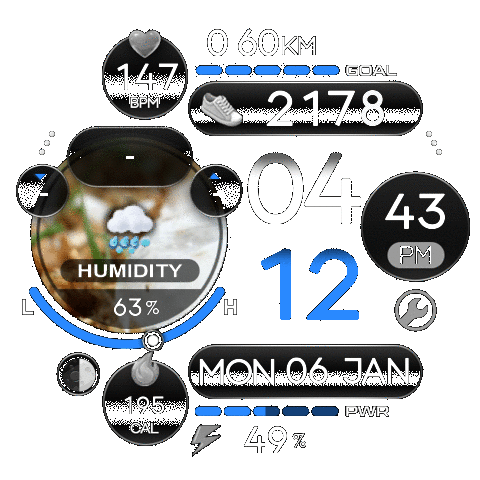 0 60KM
147
BPM
GOAL
2178
-
-
-
04
43
PM
12
HUMIDITY
63%
L
H
MON 06 JAN
195
CAL
PWR
49%